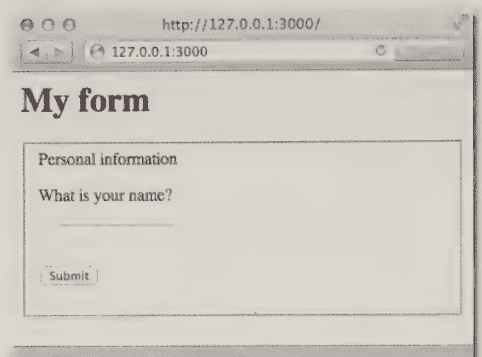 http://127.0.0.1:3000/
127.0.0.1:3000
My form
Personal information
What is your name?
Submit